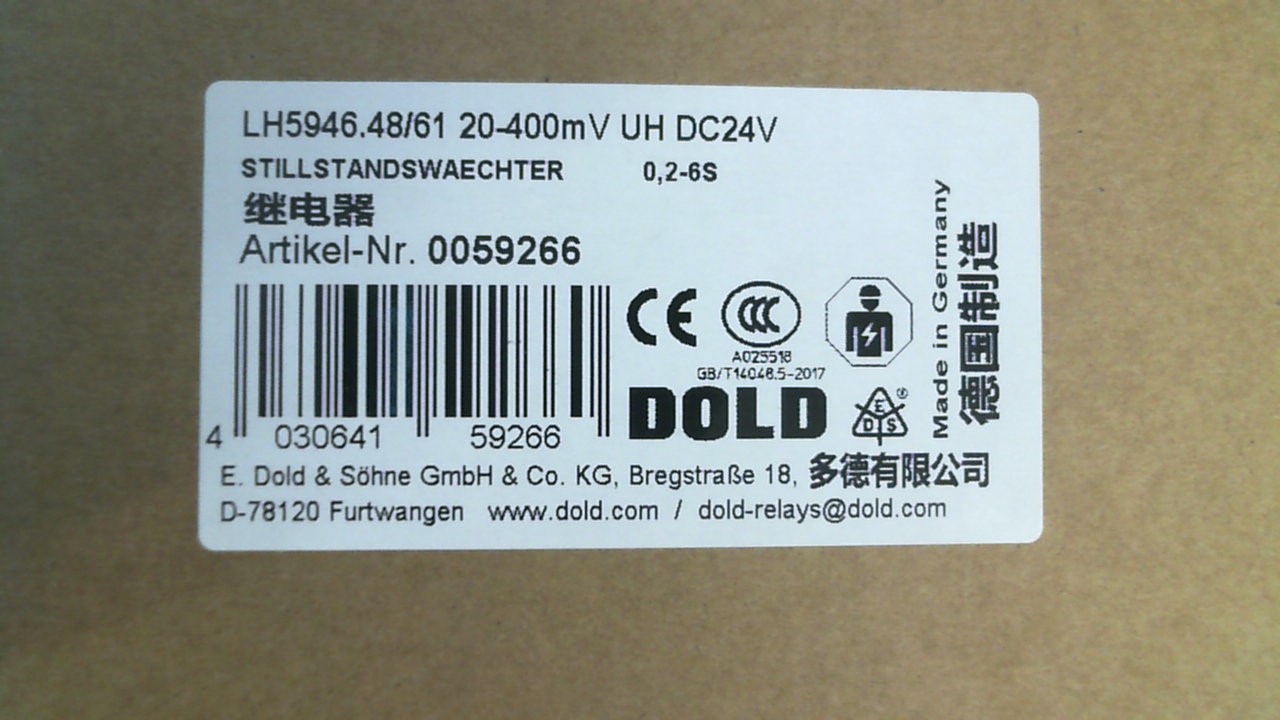 LH5946.48/61 20-400mV UH DC24V
STILLSTANDSWAECHTER 0,2-6S
继电器
Artikel-Nr. 0059266
4 030641 59266
CE
CCC
A025518
GB/T14048.5-2017
DOLD
EDS®
E. Dold & Söhne GmbH & Co. KG, Bregstraße 18, 多德有限公司
D-78120 Furtwangen www.dold.com / dold-relays@dold.com
Made in Germany
德国制造